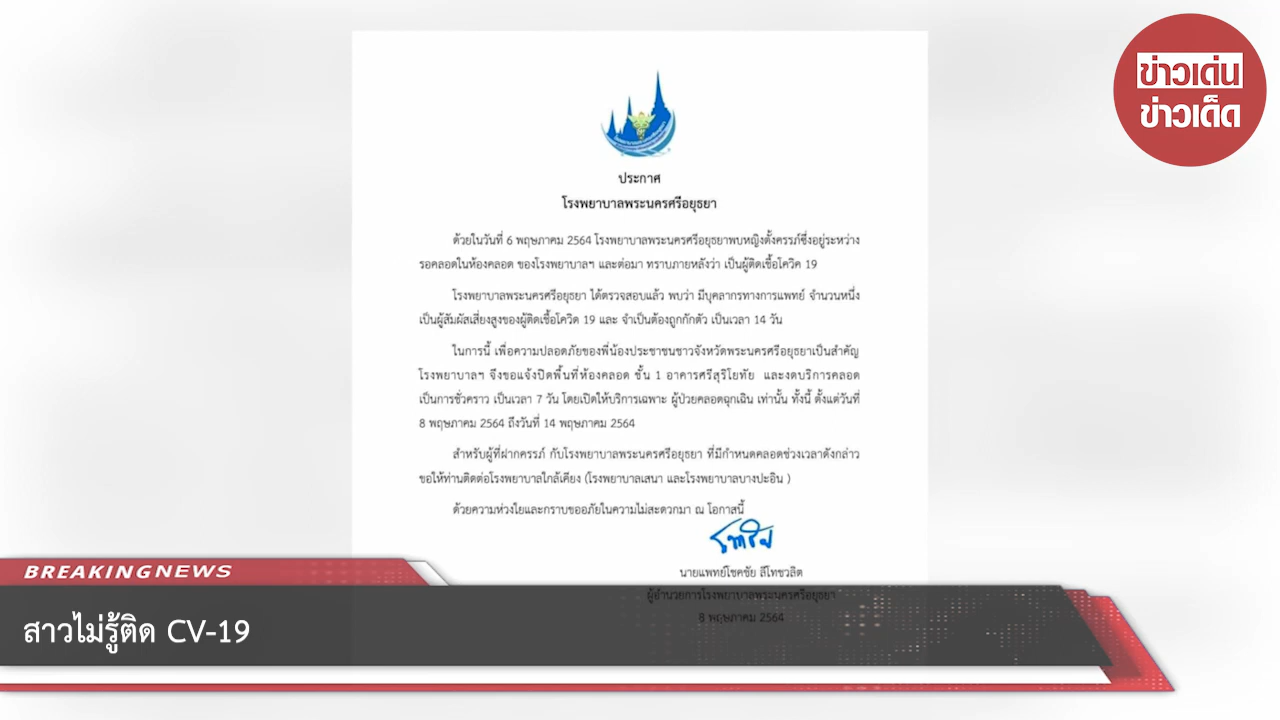 ข่าวเด่น
ข่าวเด็ด
ประกาศ
โรงพยาบาลพระนครศรีอยุธยา
ด้วยในวันที่ 6 พฤษภาคม 2564 โรงพยาบาลพระนครศรีอยุธยาพบหญิงตั้งครรภ์ซึ่งอยู่ระหว่าง
รอคลอดในห้องคลอด ของโรงพยาบาลฯ และต่อมา ทราบภายหลังว่า เป็นผู้ติดเชื้อโควิด 19
โรงพยาบาลพระนครศรีอยุธยา ได้ตรวจสอบแล้ว พบว่า มีบุคลากรทางการแพทย์ จำนวนหนึ่ง
เป็นผู้สัมผัสเสี่ยงสูงของผู้ติดเชื้อโควิด 19 และ จำเป็นต้องถูกกักตัว เป็นเวลา 14 วัน
ในการนี้ เพื่อความปลอดภัยของพี่น้องประชาชนชาวจังหวัดพระนครศรีอยุธยาเป็นสำคัญ
โรงพยาบาลฯ จึงขอแจ้งปิดพื้นที่ห้องคลอด ชั้น 1 อาคารศรีสุริโยทัย และงดบริการคลอด
เป็นการชั่วคราว เป็นเวลา 7 วัน โดยเปิดให้บริการเฉพาะ ผู้ป่วยคลอดฉุกเฉิน เท่านั้น ทั้งนี้ ตั้งแต่วันที่
8 พฤษภาคม 2564 ถึงวันที่ 14 พฤษภาคม 2564
สำหรับผู้ที่ฝากครรภ์ กับโรงพยาบาลพระนครศรีอยุธยา ที่มีกำหนดคลอดช่วงเวลาดังกล่าว
ขอให้ท่านติดต่อโรงพยาบาลใกล้เคียง (โรงพยาบาลเสนา และโรงพยาบาลบางปะอิน )
ด้วยความห่วงใยและกราบขออภัยในความไม่สะดวกมา ณ โอกาสนี้
โชคชัย
นายแพทย์โชคชัย ลีโทชวลิต
ผู้อำนวยการโรงพยาบาลพระนครศรีอยุธยา
8 พฤษภาคม 2564
BREAKINGNEWS
สาวไม่รู้ติด CV-19